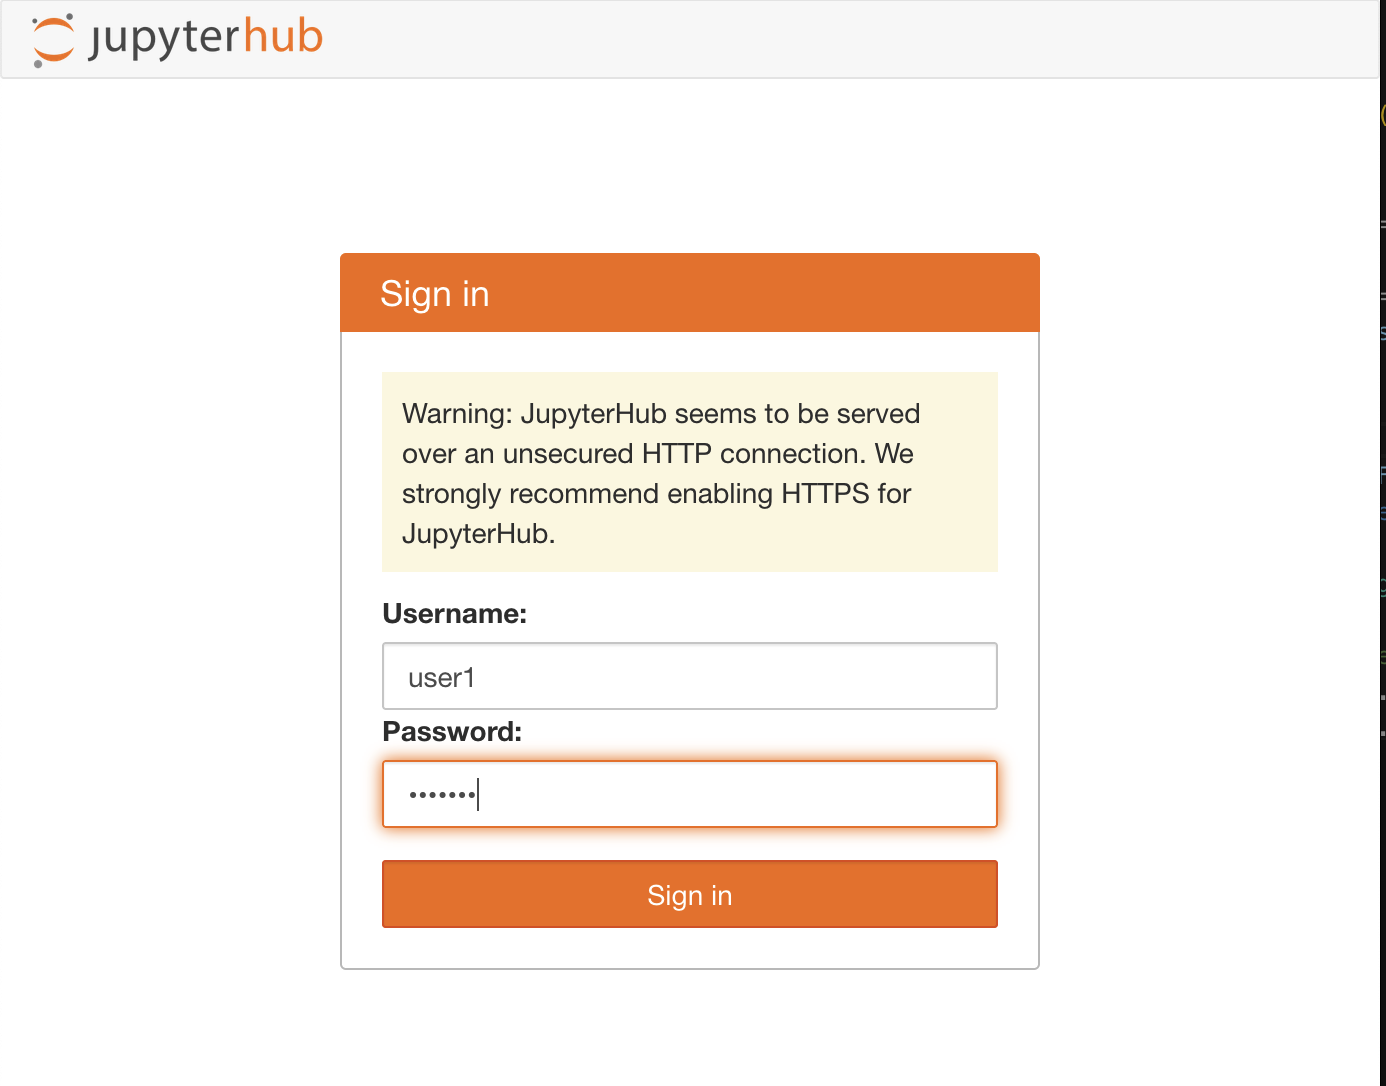 jupyterhub
Sign in
Warning: JupyterHub seems to be served
over an unsecured HTTP connection. We
strongly recommend enabling HTTPS for
JupyterHub.
Username:
user1
Password:
•••••••
Sign in